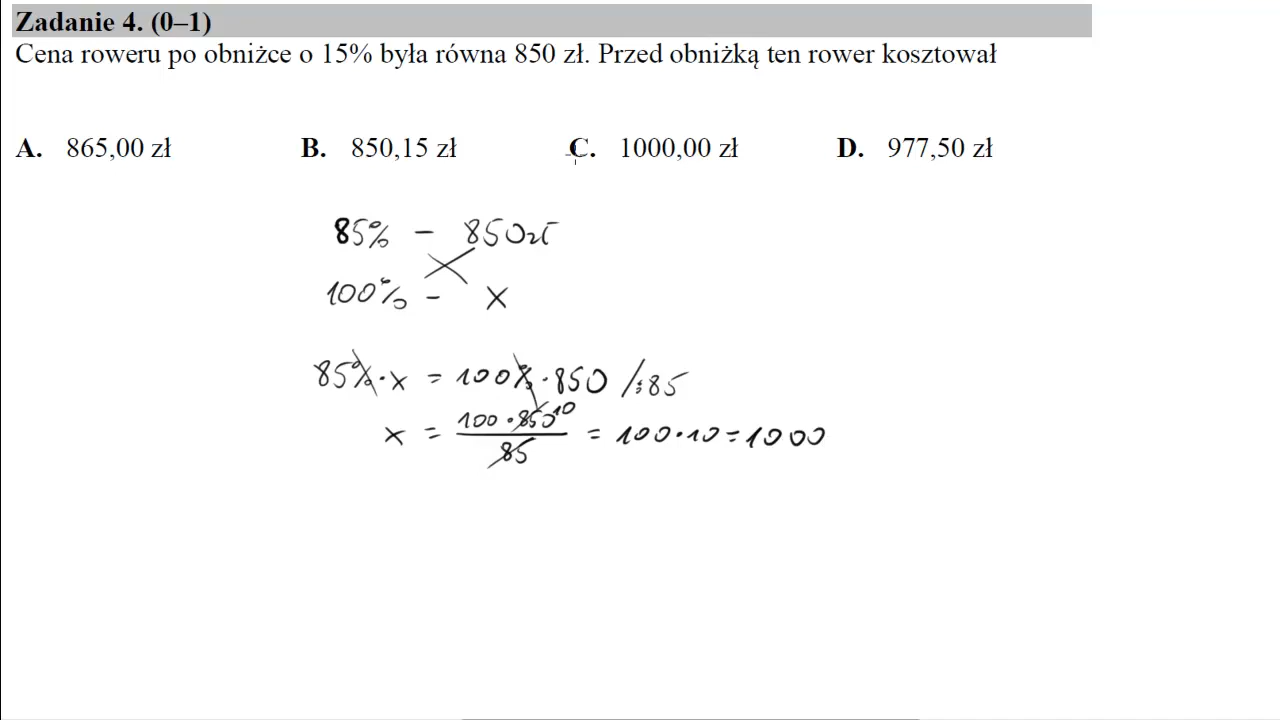 Zadanie 4. (0–1)
Cena roweru po obniżce o 15% była równa 850 zł. Przed obniżką ten rower kosztował
A. 865,00 zł B. 850,15 zł C. 1000,00 zł D. 977,50 zł
85% - 850zł
100% - x
85% · x = 100% · 850 /:85
x = 100 · 850 10 / 85 = 100 · 10 = 1000